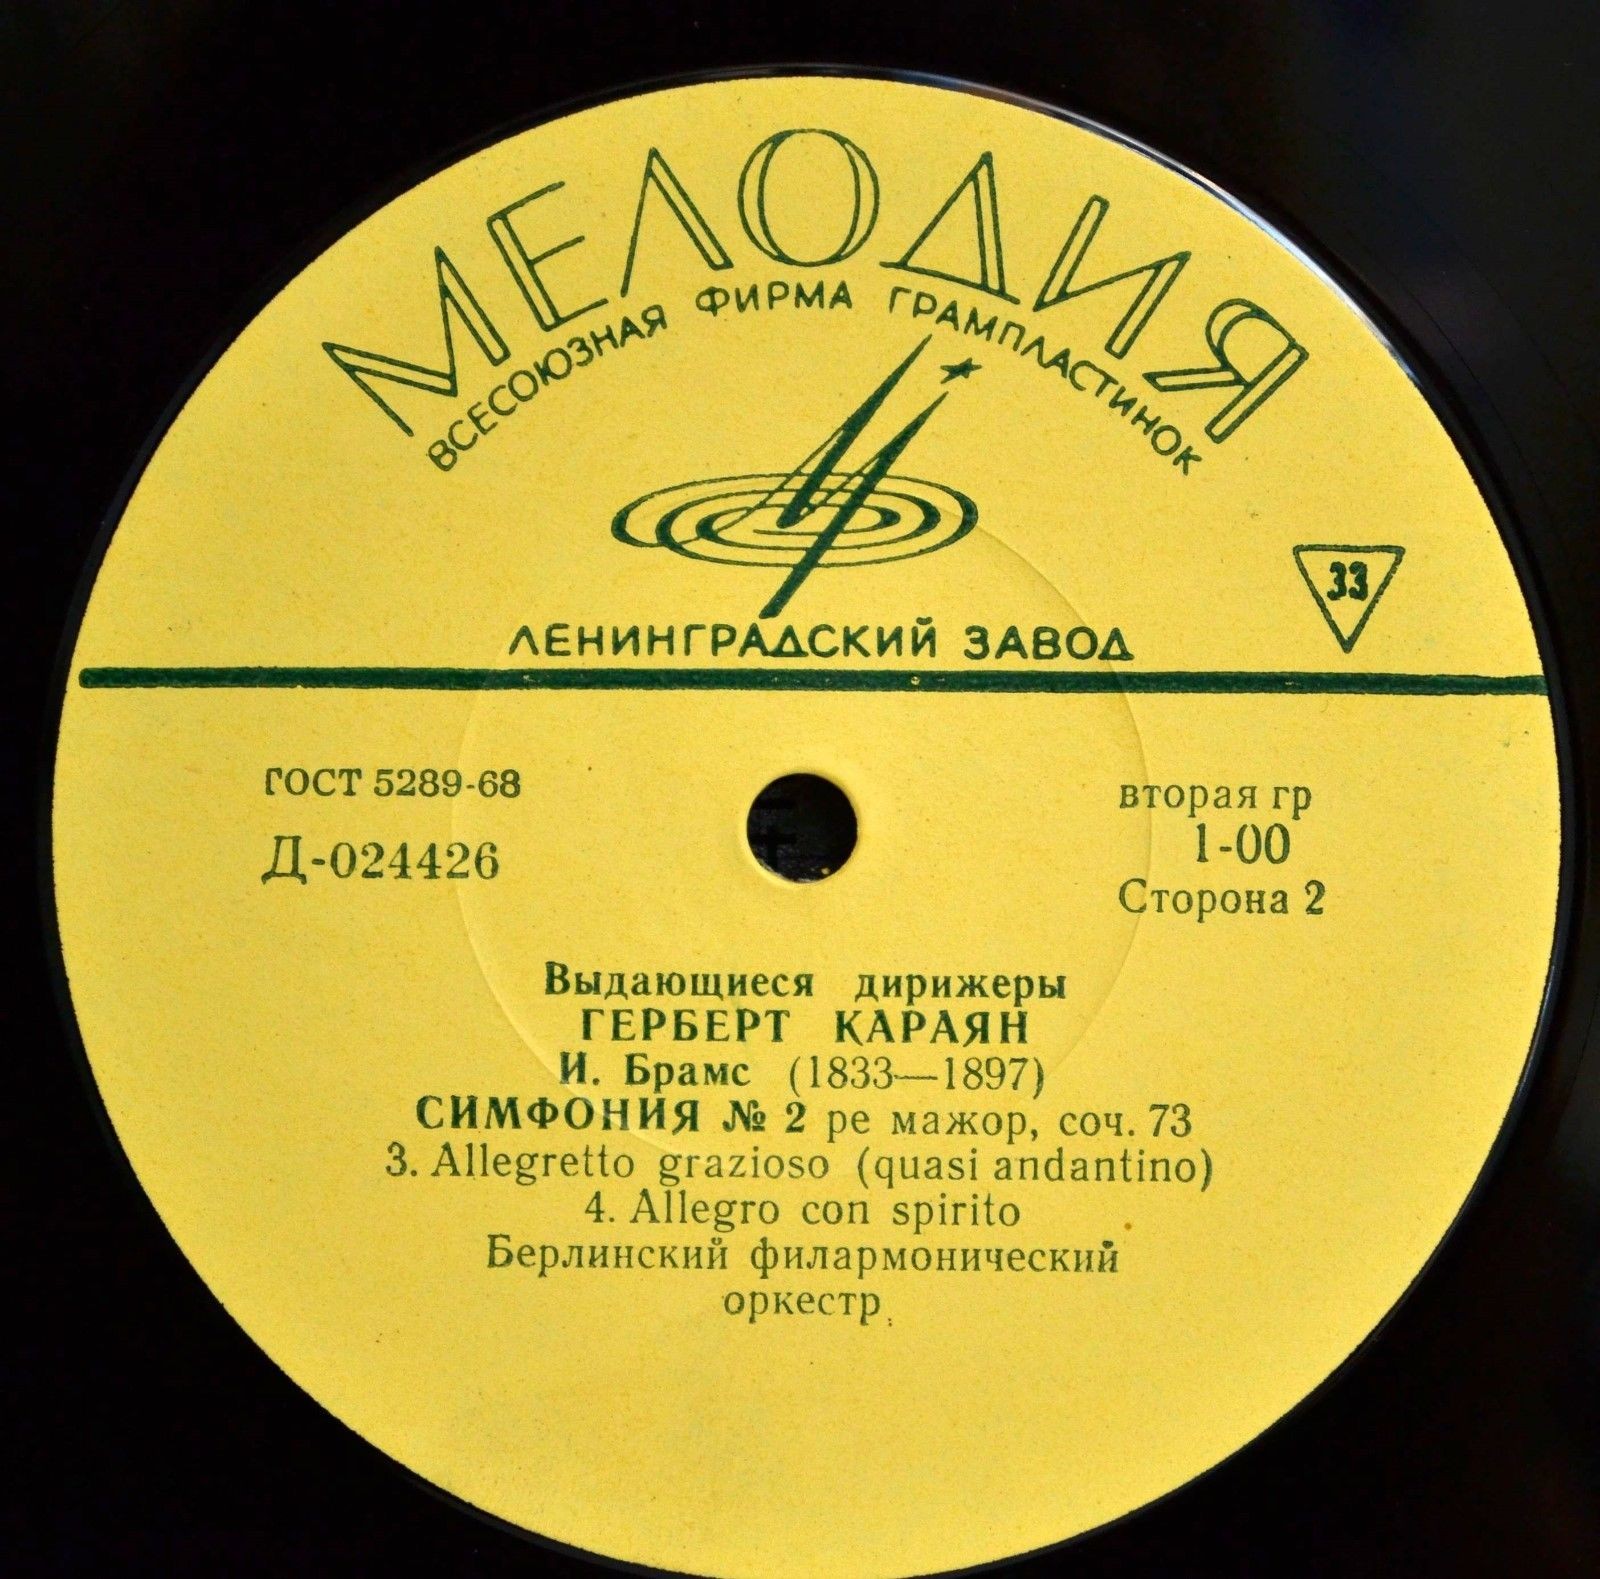 МЕЛОДИЯ
ВСЕСОЮЗНАЯ ФИРМА ГРАМПЛАСТИНОК
33
ЛЕНИНГРАДСКИЙ ЗАВОД
ГОСТ 5289-68
Д-024426
вторая гр
1-00
Сторона 2
Выдающиеся дирижеры
ГЕРБЕРТ КАРАЯН
И. Брамс (1833—1897)
СИМФОНИЯ № 2 ре мажор, соч. 73
3. Allegretto grazioso (quasi andantino)
4. Allegro con spirito
Берлинский филармонический
оркестр